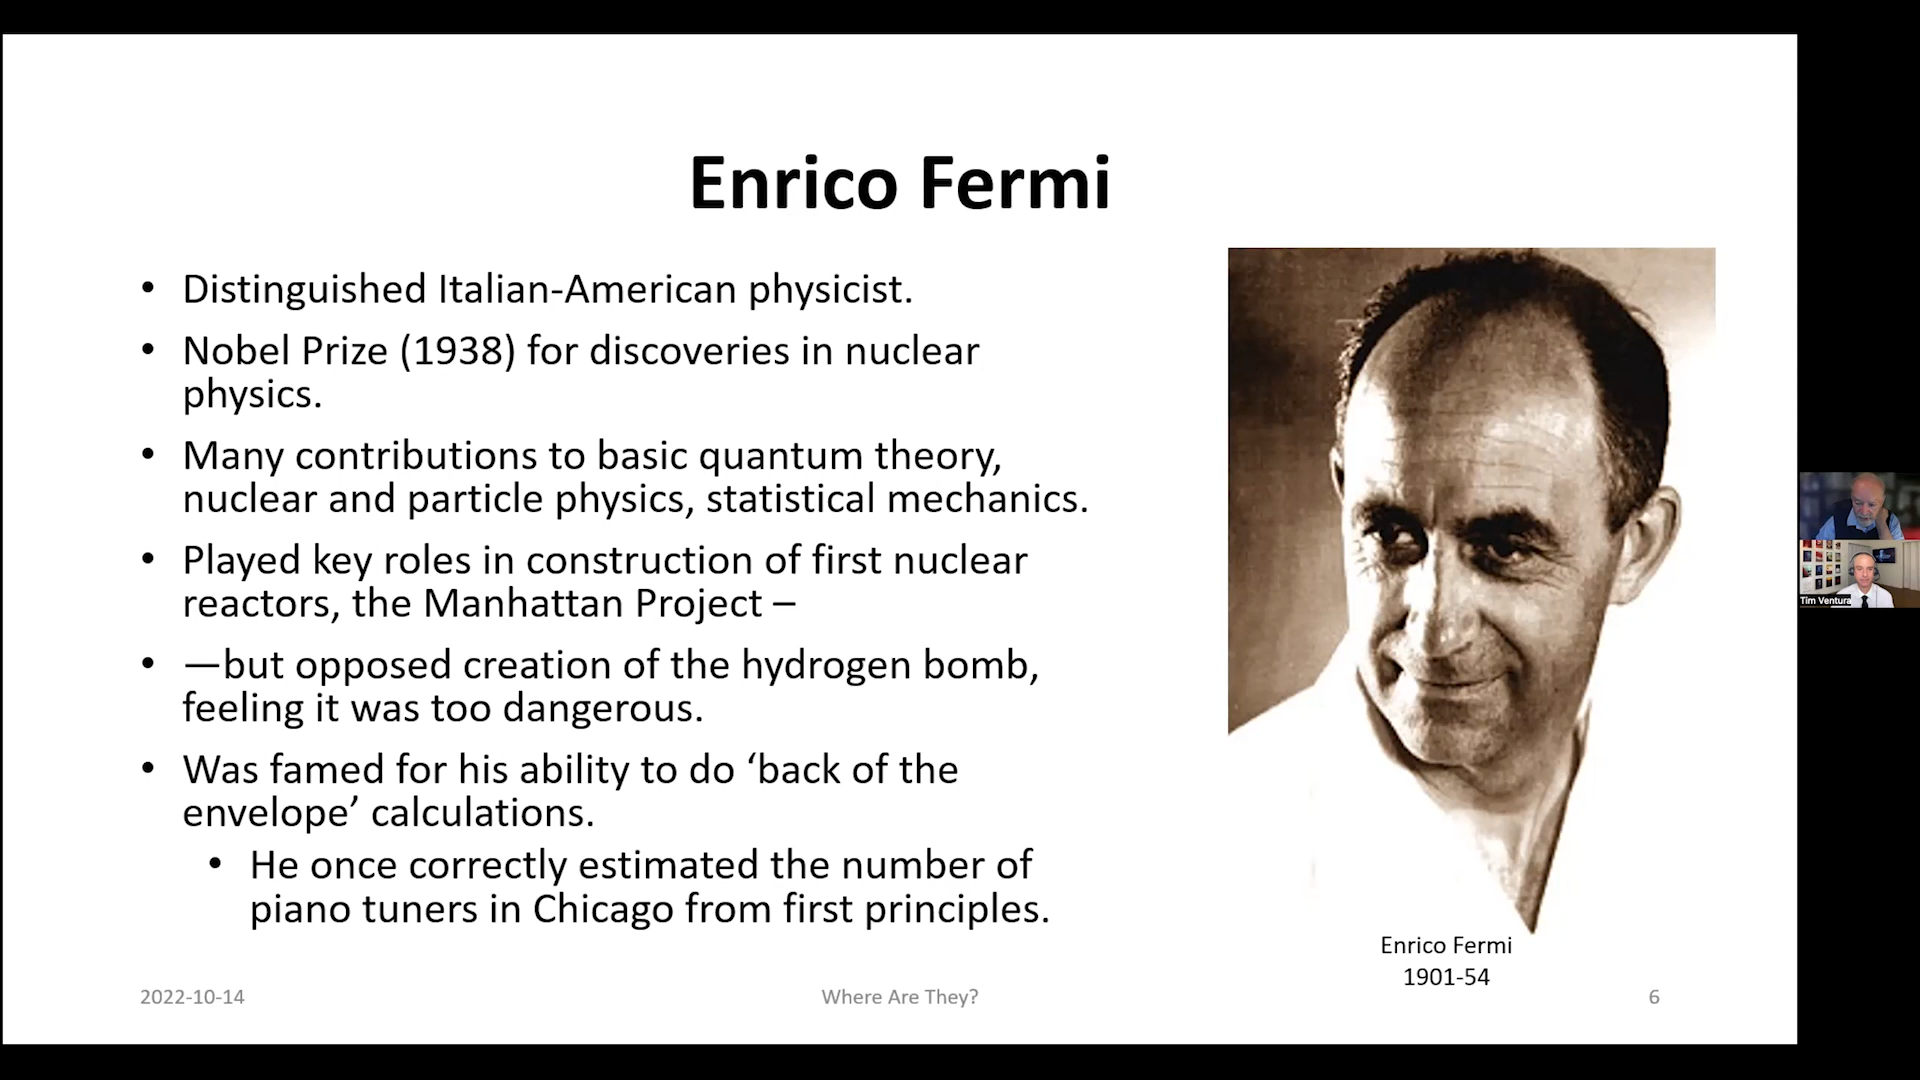 Enrico Fermi
• Distinguished Italian-American physicist.
• Nobel Prize (1938) for discoveries in nuclear
physics.
• Many contributions to basic quantum theory,
nuclear and particle physics, statistical mechanics.
• Played key roles in construction of first nuclear
reactors, the Manhattan Project –
• —but opposed creation of the hydrogen bomb,
feeling it was too dangerous.
• Was famed for his ability to do ‘back of the
envelope’ calculations.
• He once correctly estimated the number of
piano tuners in Chicago from first principles.
Enrico Fermi
1901-54
2022-10-14
Where Are They?
6
Tim Ventura